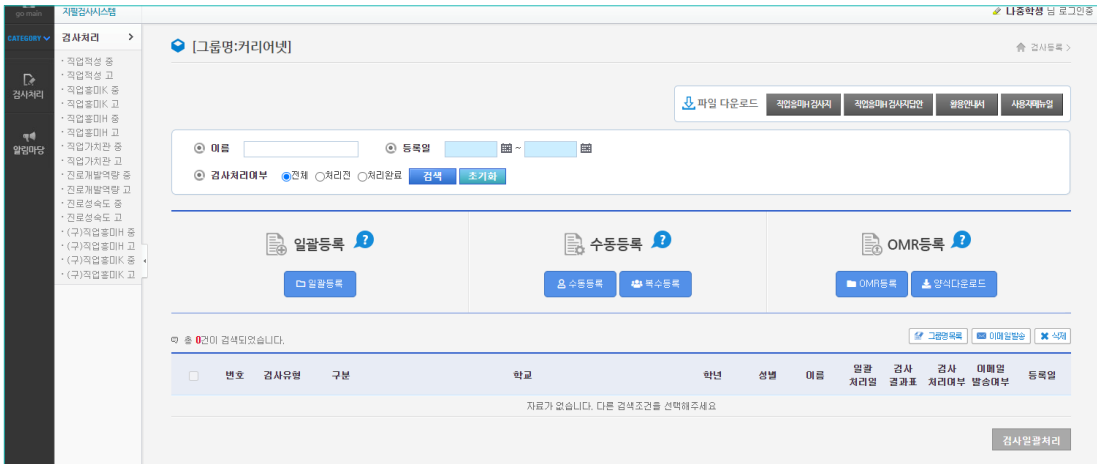 go main
지필검사시스템
나중학생 님 로그인중
CATEGORY
검사처리 >
[그룹명:커리어넷]
검사등록 >
검사처리
알림마당
· 직업적성 중
· 직업적성 고
· 직업흥미K 중
· 직업흥미K 고
· 직업흥미H 중
· 직업흥미H 고
· 직업가치관 중
· 직업가치관 고
· 진로개발역량 중
· 진로개발역량 고
· 진로성숙도 중
· 진로성숙도 고
· (구)직업흥미H 중
· (구)직업흥미H 고
· (구)직업흥미K 중
· (구)직업흥미K 고
파일 다운로드 직업흥미H 검사지 직업흥미H 검사지답안 활용안내서 사용자매뉴얼
이름 등록일 ~
검사처리여부 전체 처리전 처리완료 검색 초기화
일괄등록 ? 수동등록 ? OMR등록 ?
일괄등록 수동등록 복수등록 OMR등록 양식다운로드
총 0건이 검색되었습니다. 그룹명목록 이메일발송 삭제
번호 검사유형 구분 학교 학년 성별 이름 일괄처리일 검사결과표 검사처리여부 이메일발송여부 등록일
자료가 없습니다. 다른 검색조건을 선택해주세요
검사일괄처리